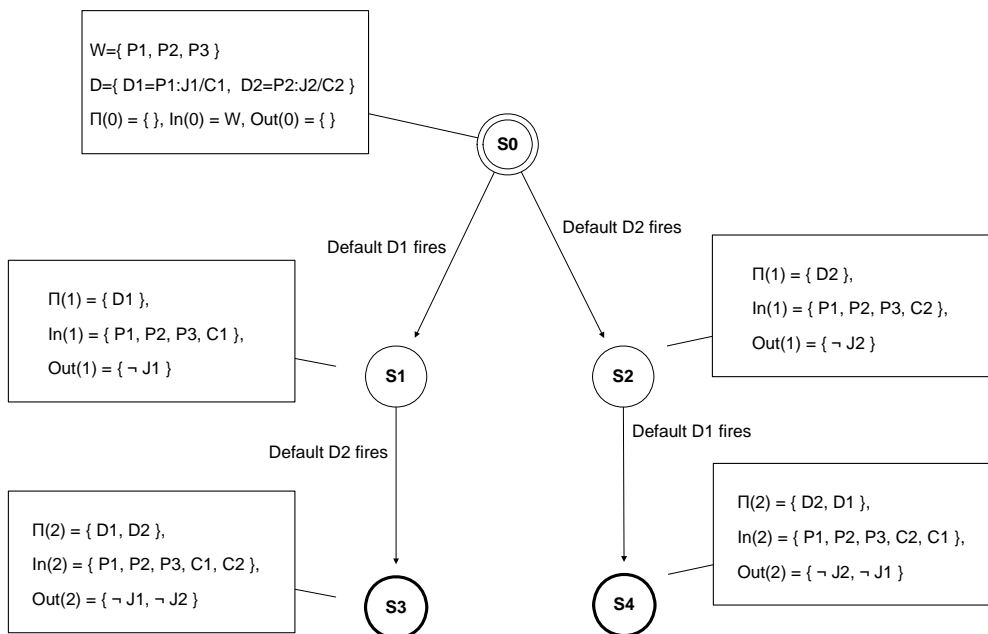 W={ P1, P2, P3 }
D={ D1=P1:J1/C1,  D2=P2:J2/C2 }
Π(0) = { }, In(0) = W, Out(0) = { }
S0
Default D1 fires
Default D2 fires
Π(1) = { D1 },
In(1) = { P1, P2, P3, C1 },
Out(1) = { ¬ J1 }
Π(1) = { D2 },
In(1) = { P1, P2, P3, C2 },
Out(1) = { ¬ J2 }
S1
S2
Default D2 fires
Default D1 fires
Π(2) = { D1, D2 },
In(2) = { P1, P2, P3, C1, C2 },
Out(2) = { ¬ J1, ¬ J2 }
Π(2) = { D2, D1 },
In(2) = { P1, P2, P3, C2, C1 },
Out(2) = { ¬ J2, ¬ J1 }
S3
S4